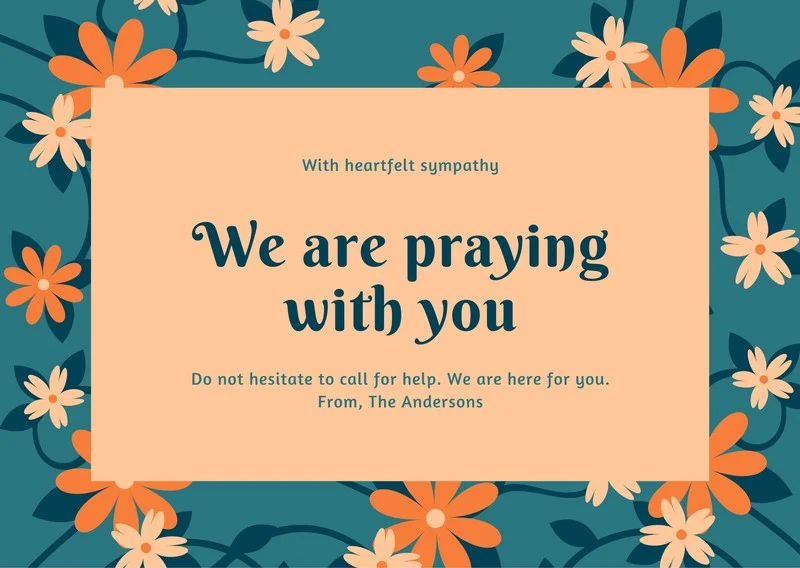 With heartfelt sympathy
We are praying
with you
Do not hesitate to call for help. We are here for you.
From, The Andersons